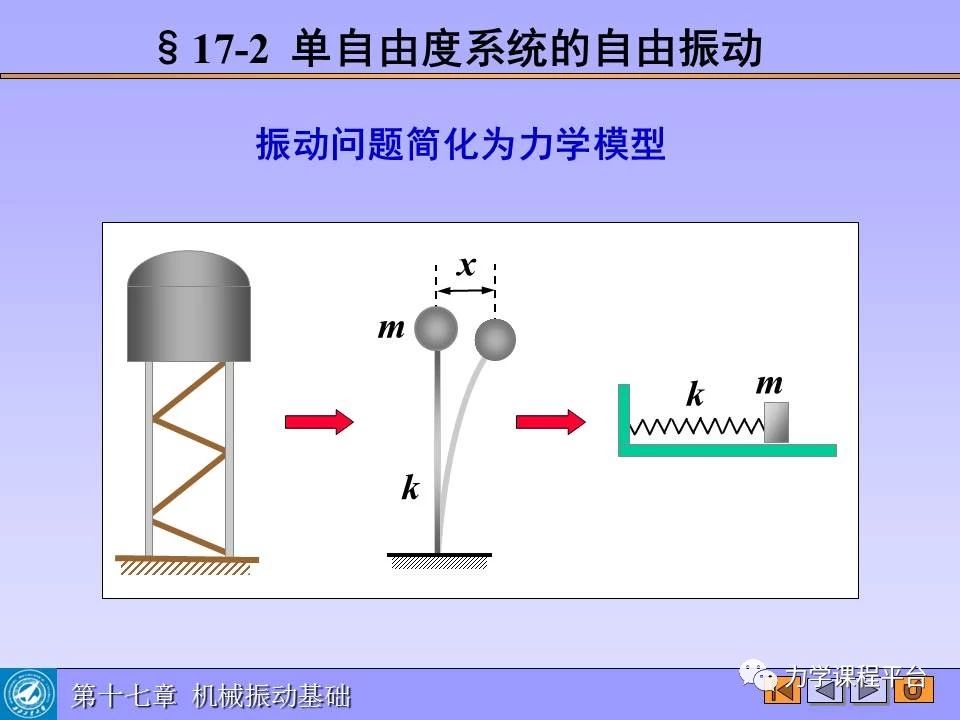 §17-2 单自由度系统的自由振动
振动问题简化为力学模型
x
m
k
k
m
第十七章 机械振动基础
力学课程平台